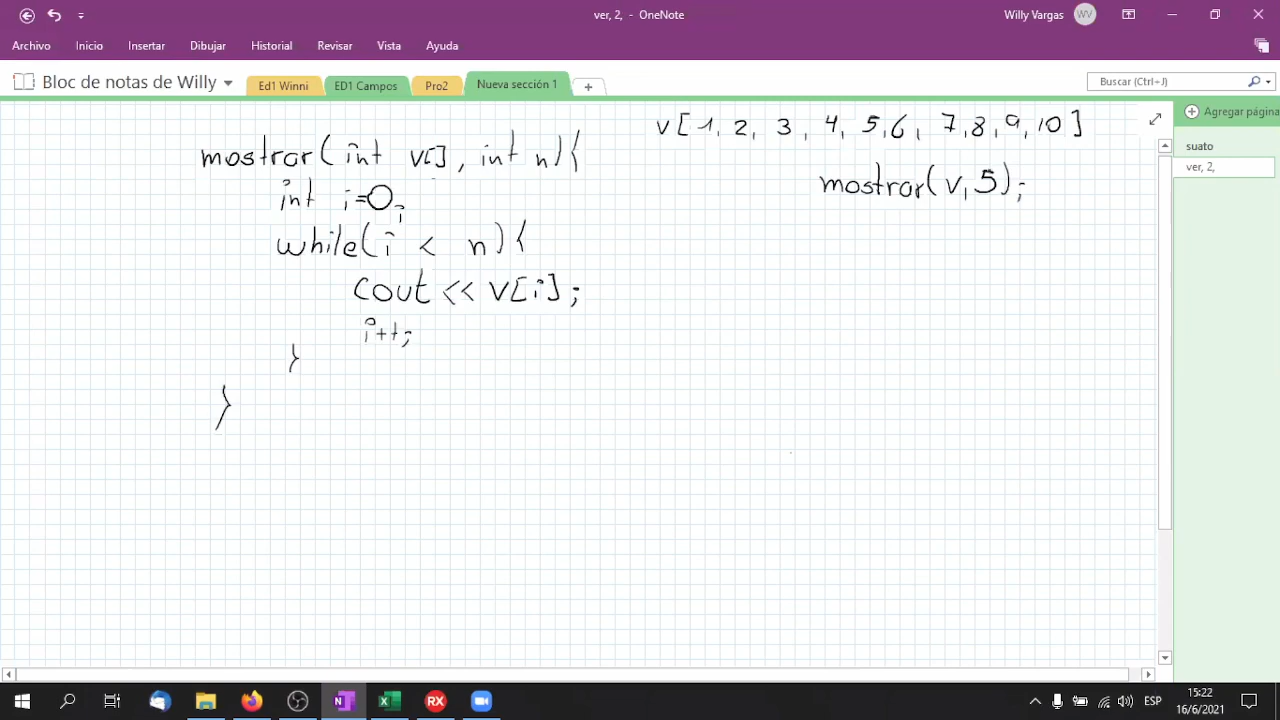 ver, 2, - OneNote
Willy Vargas
WV
Archivo Inicio Insertar Dibujar Historial Revisar Vista Ayuda
Bloc de notas de Willy
Ed1 Winni
ED1 Campos
Pro2
Nueva sección 1
+
Buscar (Ctrl+J)
Agregar página
suato
ver, 2,
mostrar( int v[] , int n){
int i=0;
while(i < n){
cout << v[i];
i++;
}
}
v[ 1, 2, 3, 4, 5, 6, 7, 8, 9, 10 ]
mostrar(v, 5);
ESP
15:22
16/6/2021